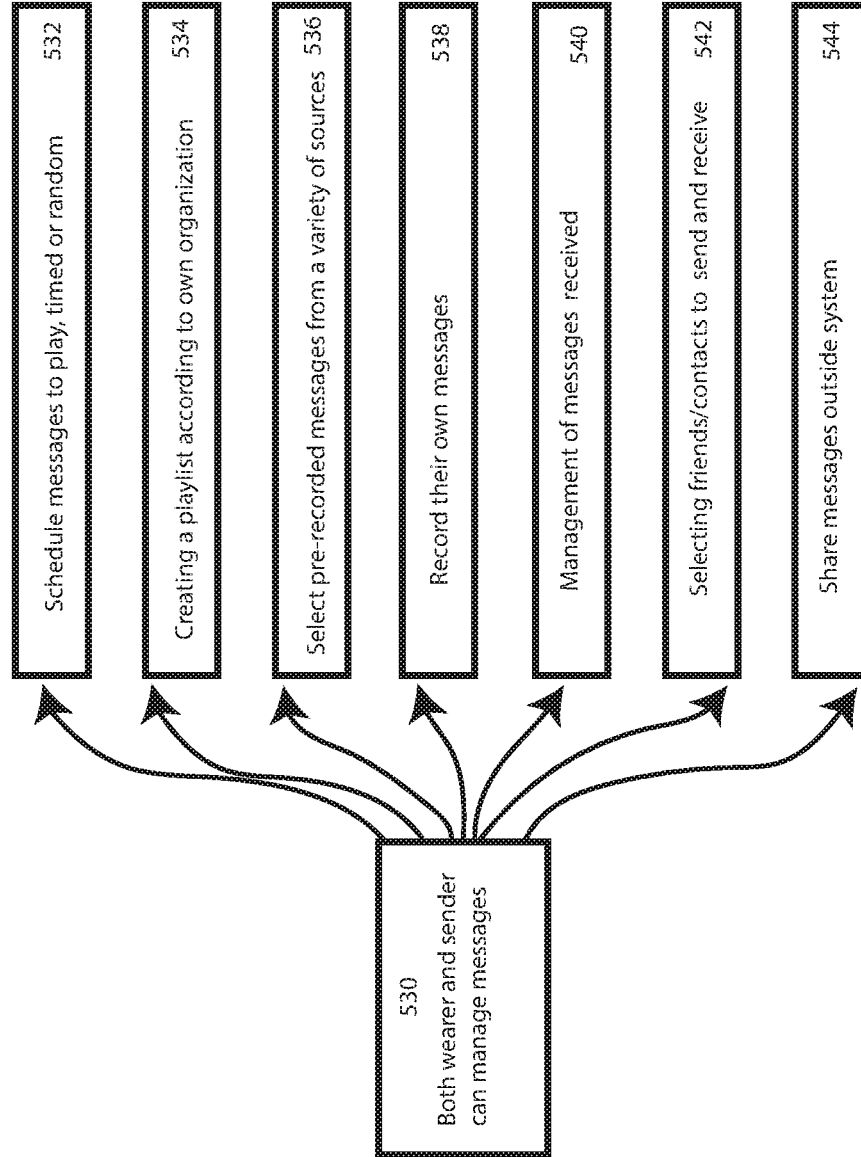 530
Both wearer and sender
can manage messages
Schedule messages to play, timed or random 532
Creating a playlist according to own organization 534
Select pre-recorded messages from a variety of sources 536
Record their own messages 538
Management of messages received 540
Selecting friends/contacts to send and receive 542
Share messages outside system 544